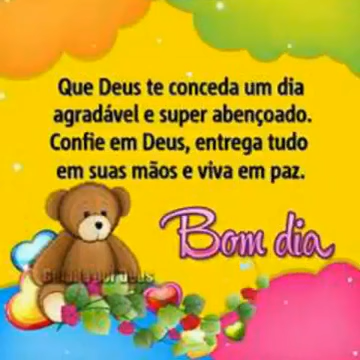 Que Deus te conceda um dia
agradável e super abençoado.
Confie em Deus, entrega tudo
em suas mãos e viva em paz.
Bom dia